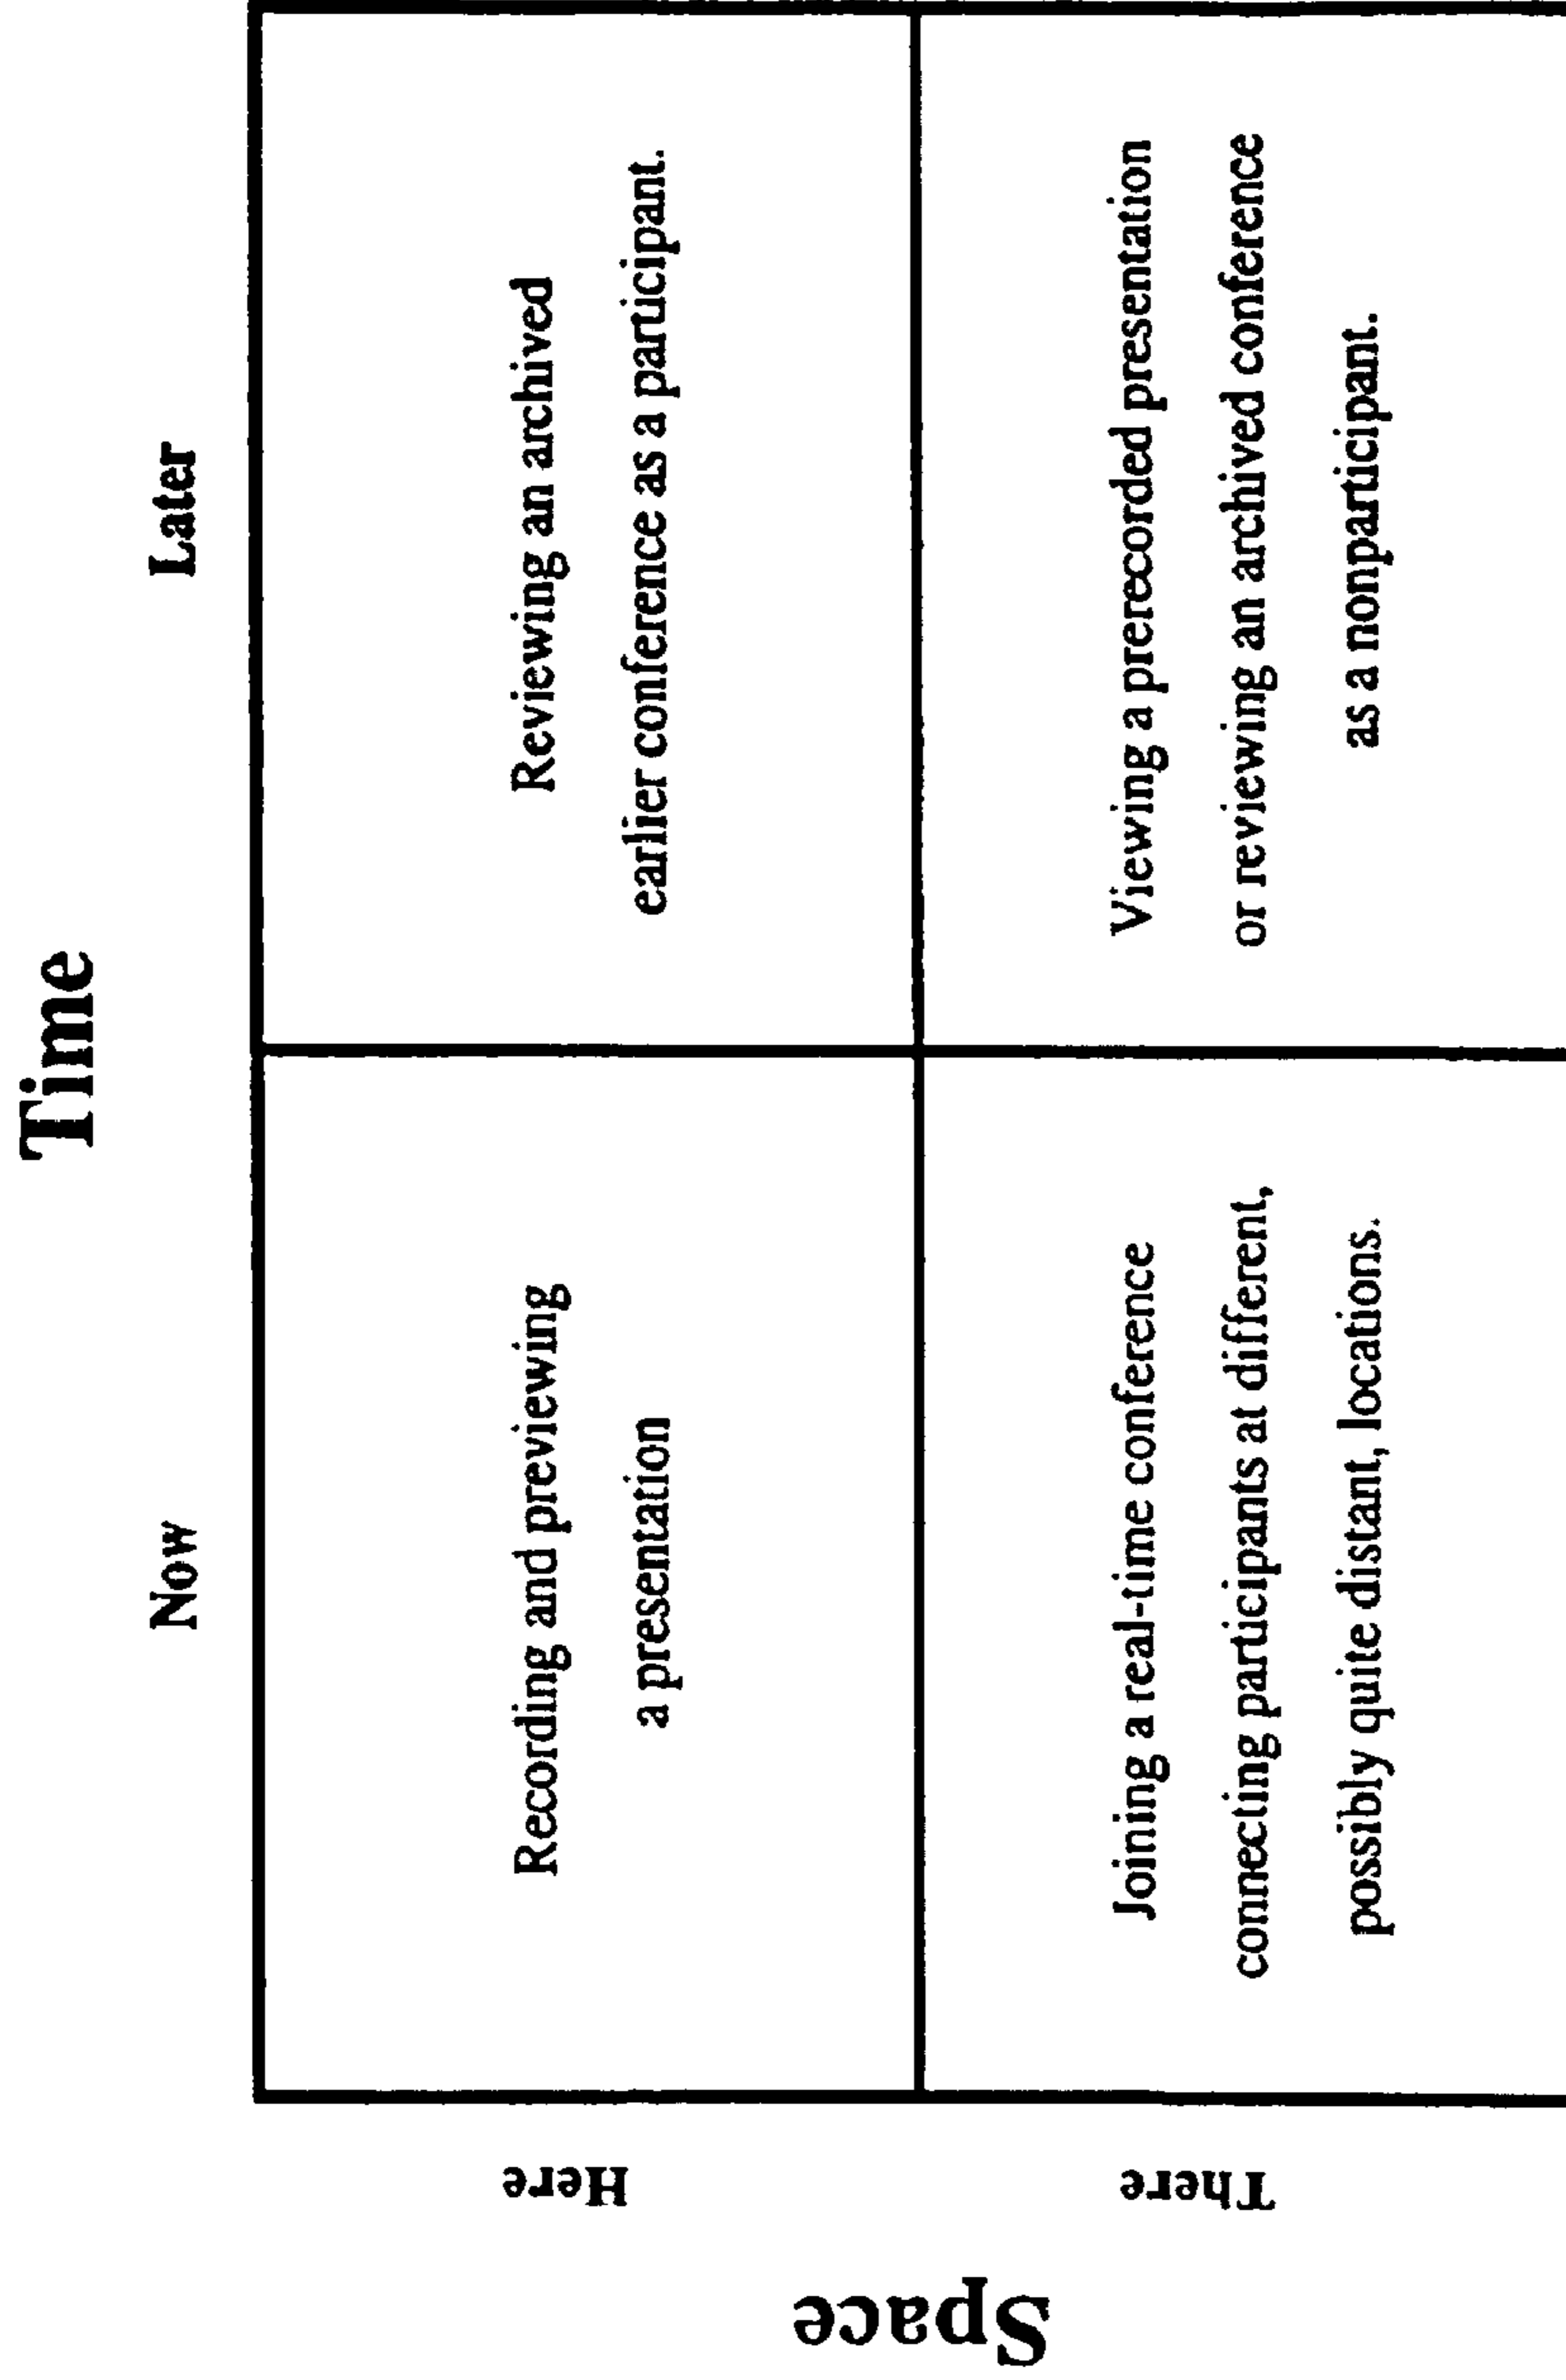 Time
Now
Later
Space
Here
Recording and previewing
a presentation
Reviewing an archived
earlier conference as a participant.
There
Joining a real-time conference
connecting participants at different,
possibly quite distant, locations.
Viewing a prerecorded presentation
or reviewing an archived conference
as a nonparticipant.